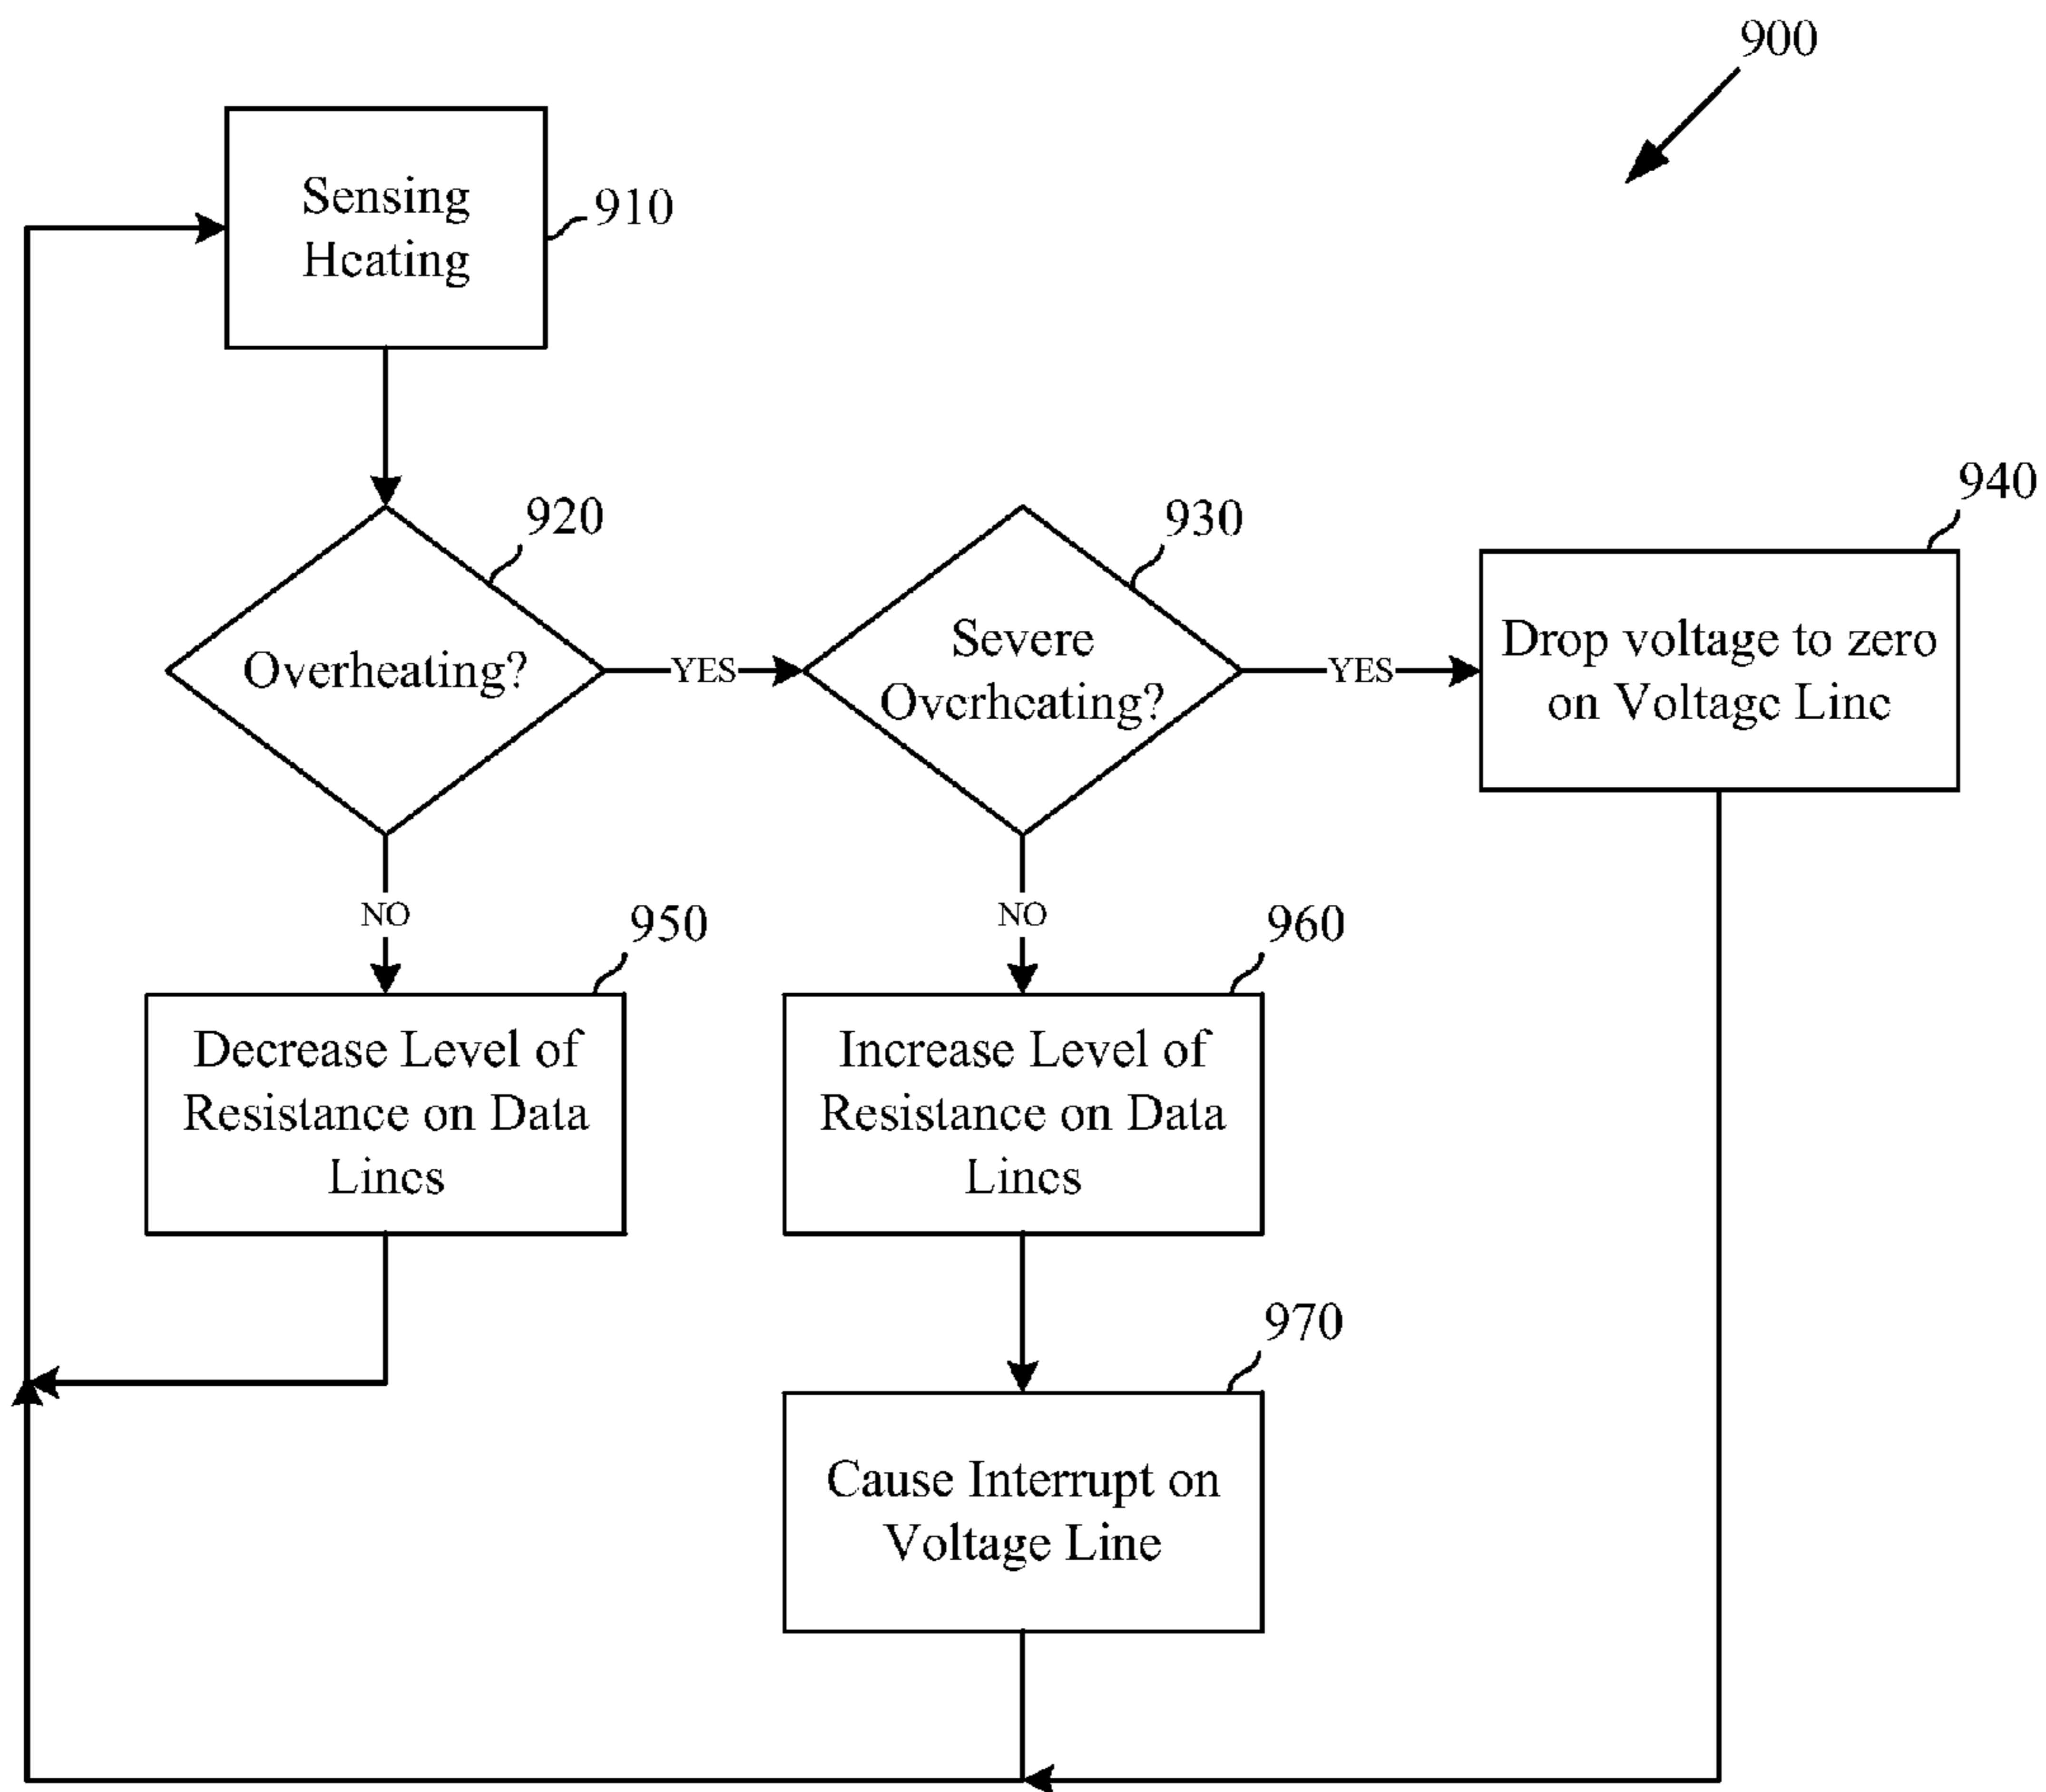 900
Sensing
Heating
910
920
Overheating?
YES
930
Severe
Overheating?
YES
940
Drop voltage to zero
on Voltage Line
NO
950
Decrease Level of
Resistance on Data
Lines
NO
960
Increase Level of
Resistance on Data
Lines
970
Cause Interrupt on
Voltage Line